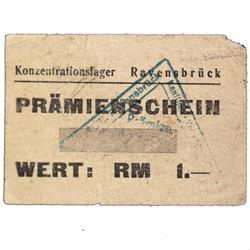 Konzentrationslager Ravensbrück
PRÄMIENSCHEIN
WERT: RM 1.—